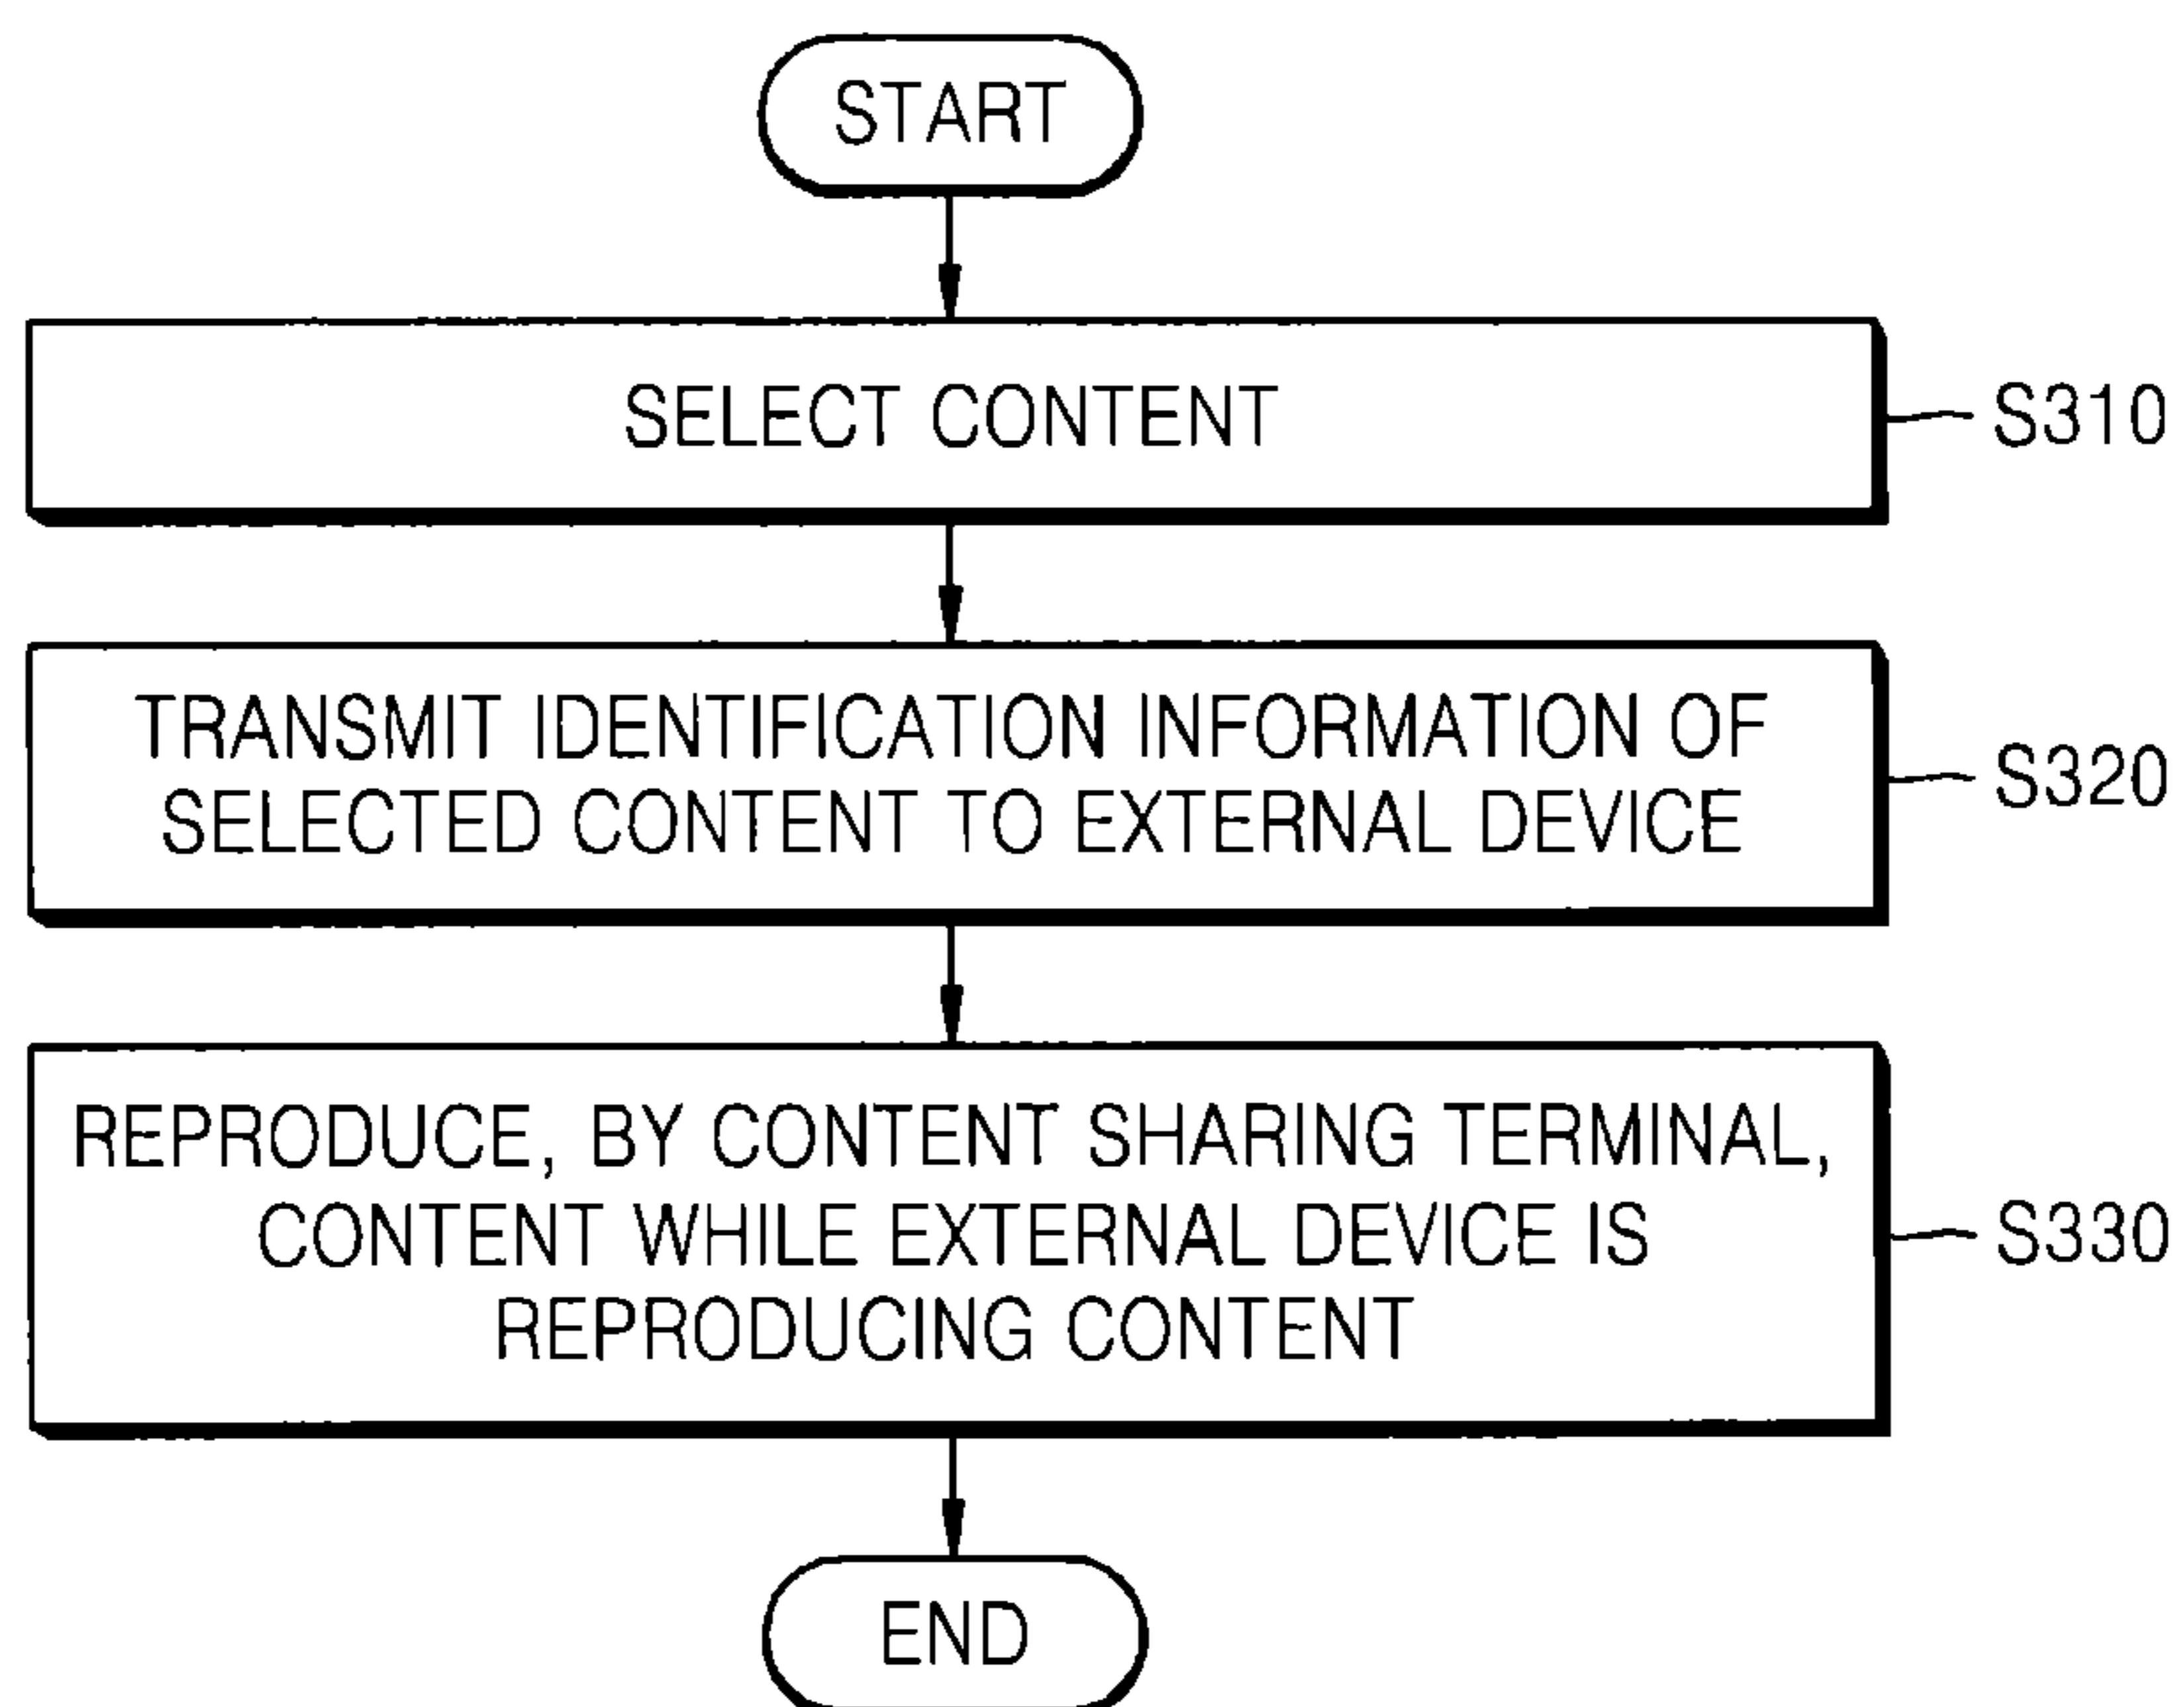 START
SELECT CONTENT
S310
TRANSMIT IDENTIFICATION INFORMATION OF
SELECTED CONTENT TO EXTERNAL DEVICE
S320
REPRODUCE, BY CONTENT SHARING TERMINAL,
CONTENT WHILE EXTERNAL DEVICE IS
REPRODUCING CONTENT
S330
END